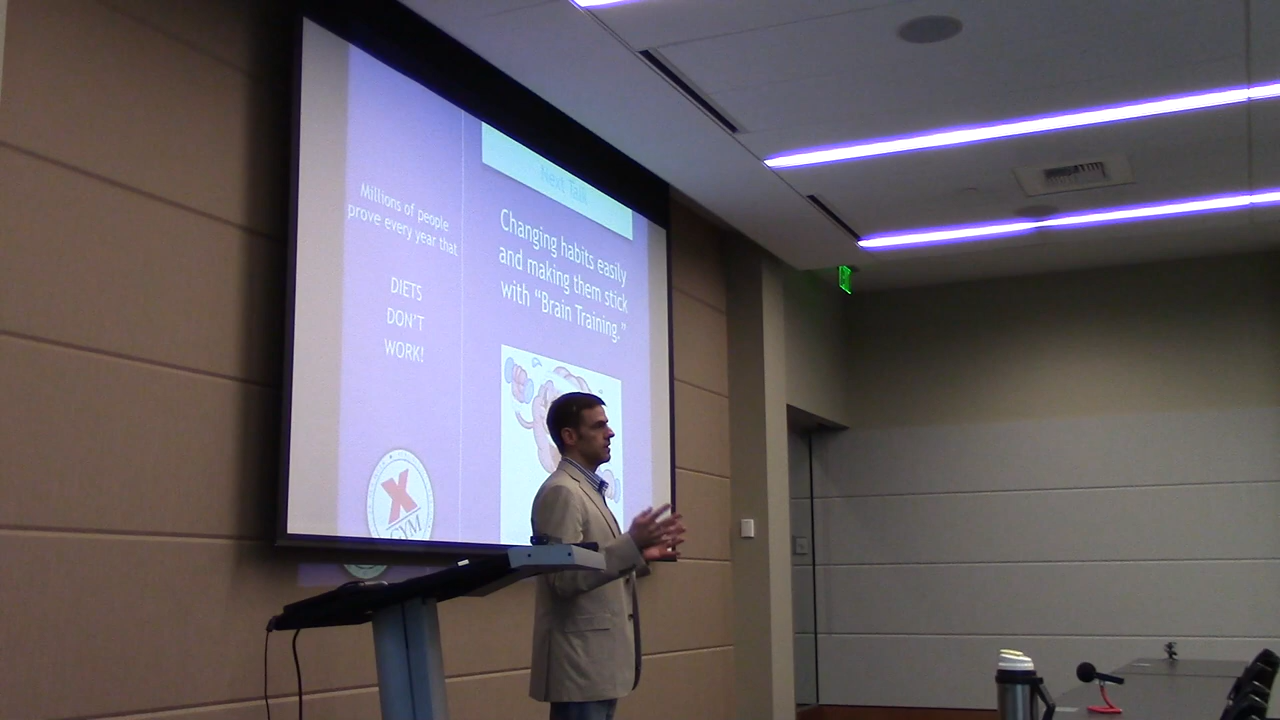 Millions of people
prove every year that
DIETS
DON'T
WORK!
X
GYM
Next Talk
Changing habits easily
and making them stick
with “Brain Training.”